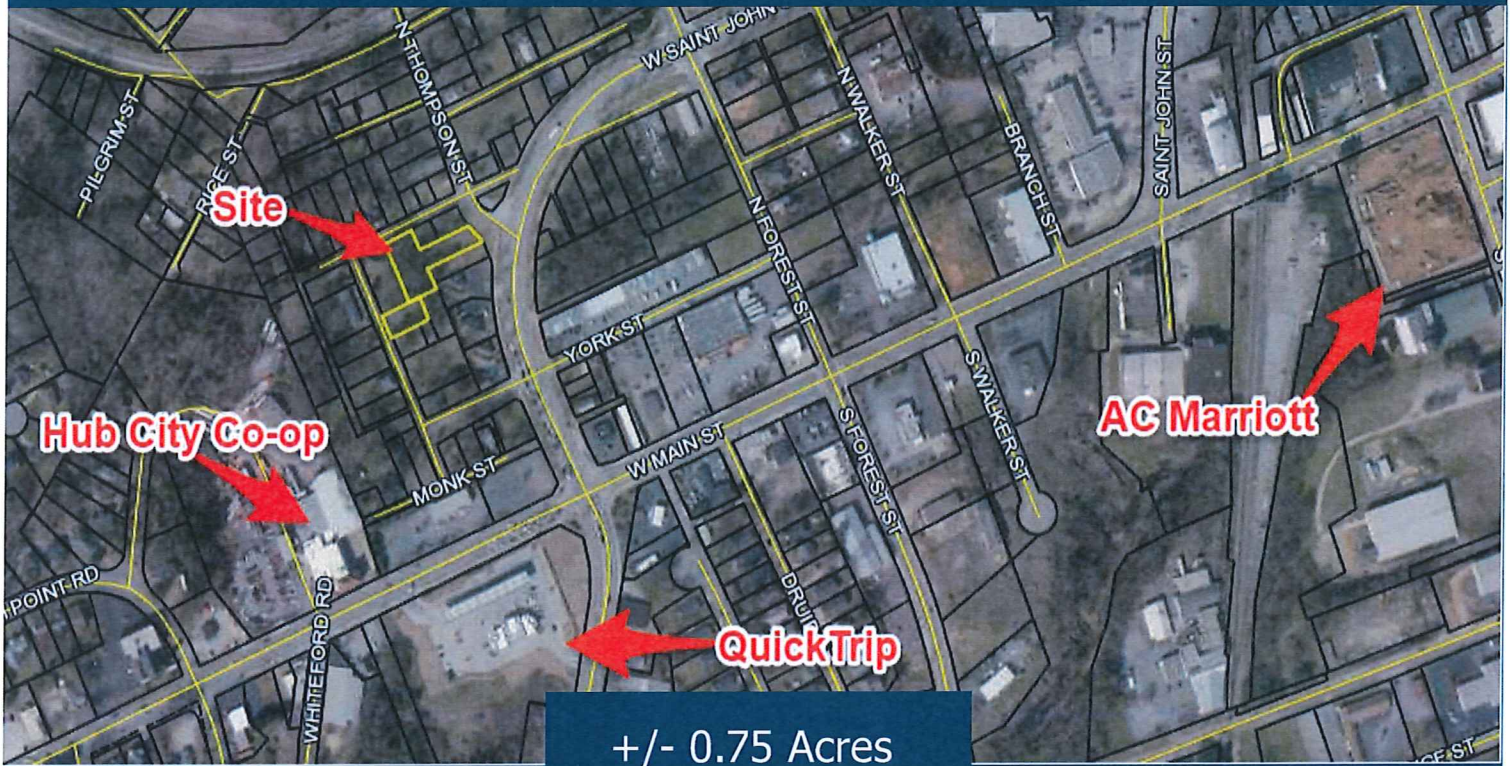 N THOMPSON ST
W SAINT JOHN S
PILGRIM ST
RICE ST
N WALKER ST
BRANCH ST
SAINT JOHN ST
Site
N FOREST ST
YORK ST
S WALKER ST
AC Marriott
Hub City Co-op
W MAIN ST
S FOREST ST
MONK ST
POINT RD
WHITEFORD RD
DRUID
QuickTrip
+/- 0.75 Acres